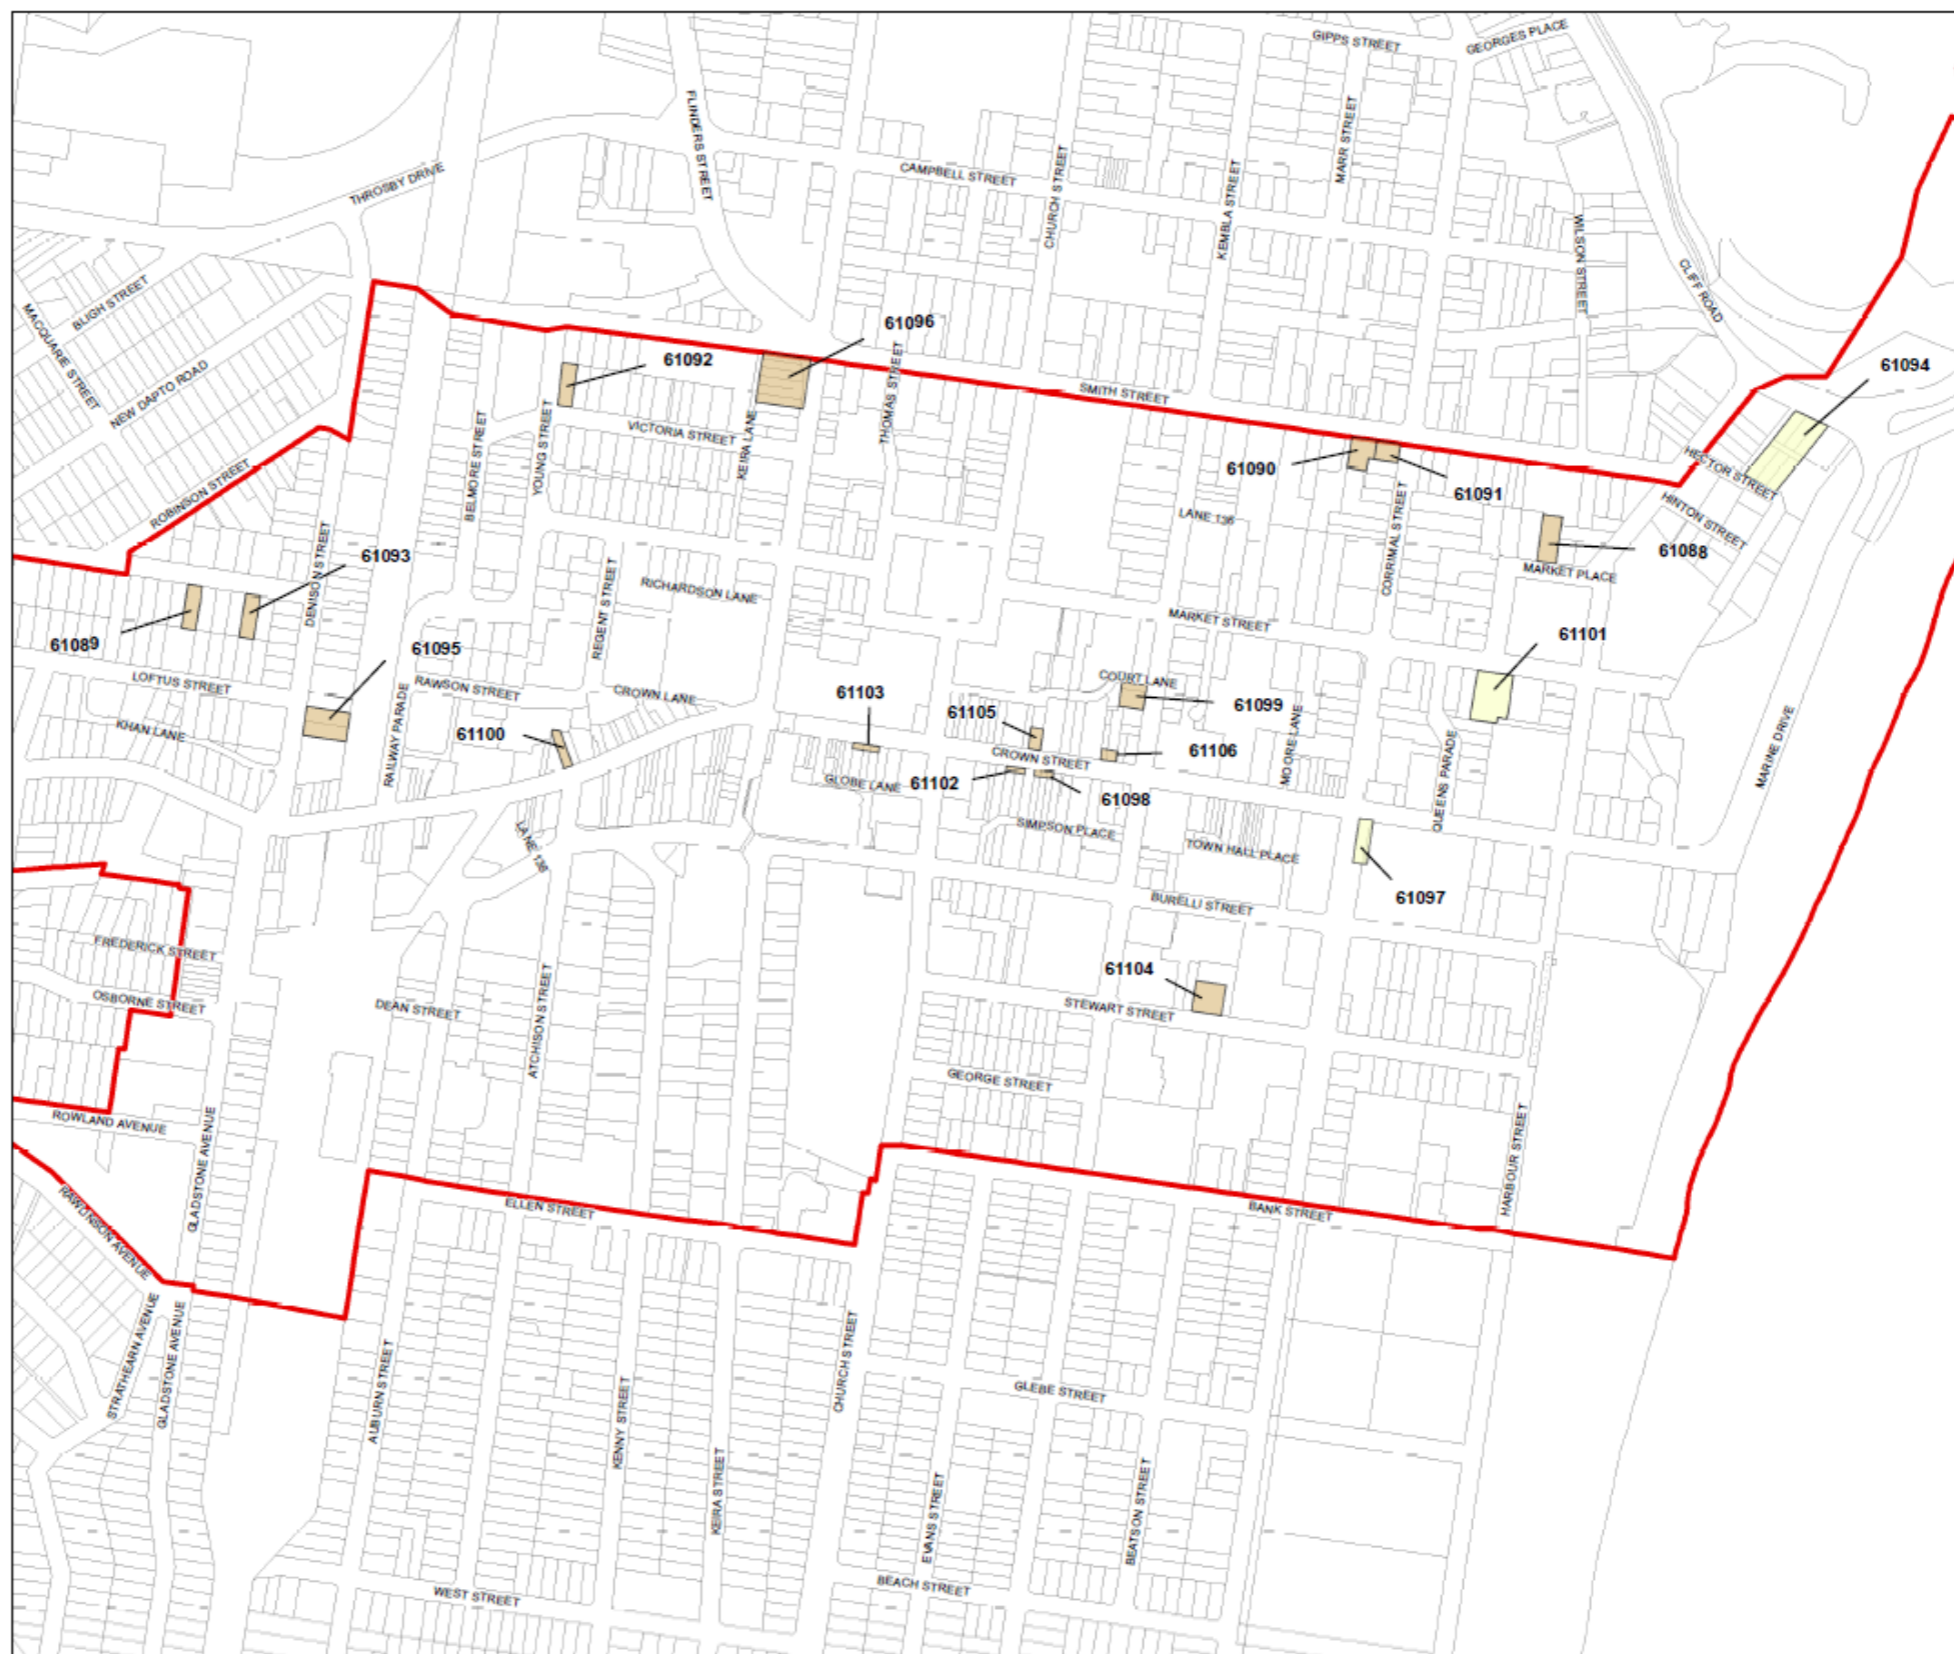 GIPPS STREET
GEORGES PLACE
FLINDERS STREET
MARR STREET
THROSBY DRIVE
CAMPBELL STREET
CHURCH STREET
KEMBLA STREET
WILSON STREET
CLIFF ROAD
BLIGH STREET
MACQUARIE STREET
NEW DAPTO ROAD
61096
61092
61094
THOMAS STREET
SMITH STREET
BELMORE STREET
YOUNG STREET
VICTORIA STREET
KEIRA LANE
61090
61091
HECTOR STREET
HINTON STREET
ROBINSON STREET
LANE 136
CORRIMAL STREET
61088
MARKET PLACE
DENISON STREET
61093
REGENT STREET
RICHARDSON LANE
MARKET STREET
61101
61089
61095
LOFTUS STREET
RAWSON STREET
CROWN LANE
COURT LANE
61103
61105
61099
KHAN LANE
RAILWAY PARADE
61100
CROWN STREET
61106
MOORE LANE
QUEENS PARADE
MARINE DRIVE
GLOBE LANE
61102
61098
SIMPSON PLACE
TOWN HALL PLACE
LANE 138
61097
BURELLI STREET
FREDERICK STREET
OSBORNE STREET
DEAN STREET
ATCHISON STREET
61104
STEWART STREET
GEORGE STREET
ROWLAND AVENUE
GLADSTONE AVENUE
HARBOUR STREET
RAWLINSON AVENUE
ELLEN STREET
BANK STREET
STRATHEARN AVENUE
GLADSTONE AVENUE
AUBURN STREET
KENNY STREET
KEIRA STREET
CHURCH STREET
GLEBE STREET
EVANS STREET
BEATSON STREET
WEST STREET
BEACH STREET